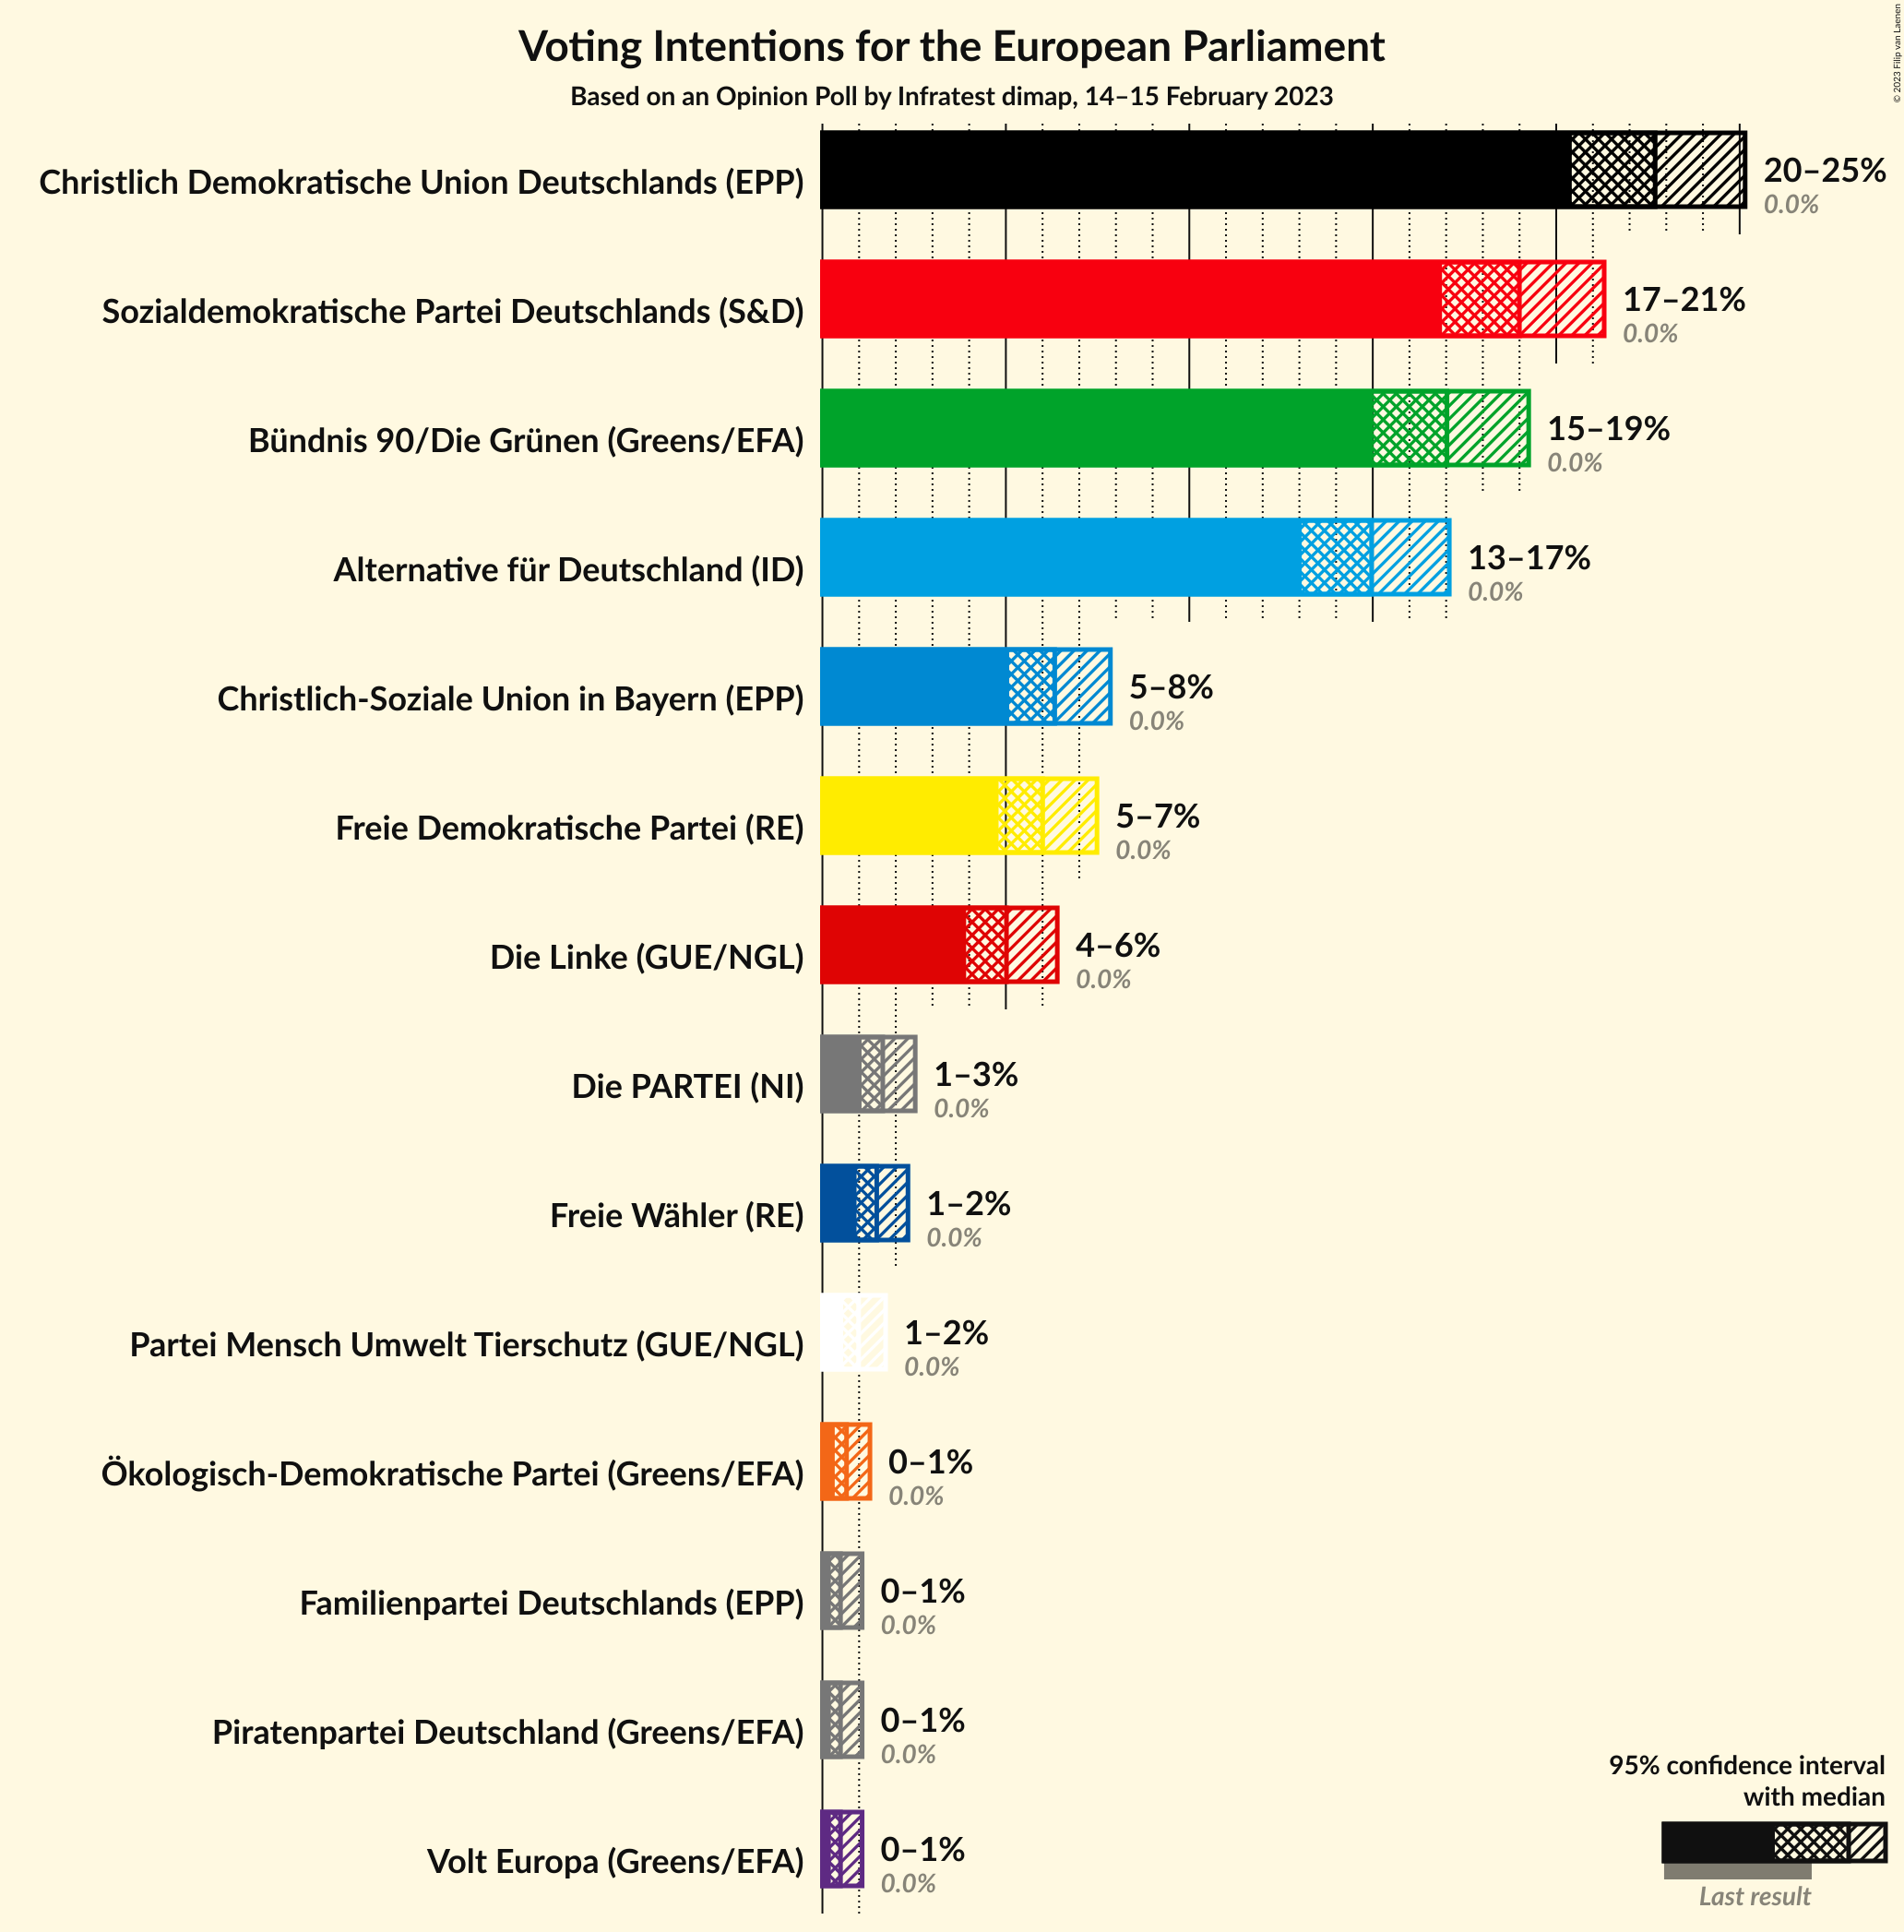 Voting Intentions for the European Parliament
Based on an Opinion Poll by Infratest dimap, 14–15 February 2023
© 2023 Filip van Laenen
Christlich Demokratische Union Deutschlands (EPP)
20–25%
0.0%
Sozialdemokratische Partei Deutschlands (S&D)
17–21%
0.0%
Bündnis 90/Die Grünen (Greens/EFA)
15–19%
0.0%
Alternative für Deutschland (ID)
13–17%
0.0%
Christlich-Soziale Union in Bayern (EPP)
5–8%
0.0%
Freie Demokratische Partei (RE)
5–7%
0.0%
Die Linke (GUE/NGL)
4–6%
0.0%
Die PARTEI (NI)
1–3%
0.0%
Freie Wähler (RE)
1–2%
0.0%
Partei Mensch Umwelt Tierschutz (GUE/NGL)
1–2%
0.0%
Ökologisch-Demokratische Partei (Greens/EFA)
0–1%
0.0%
Familienpartei Deutschlands (EPP)
0–1%
0.0%
Piratenpartei Deutschland (Greens/EFA)
0–1%
0.0%
Volt Europa (Greens/EFA)
0–1%
0.0%
95% confidence interval
with median
Last result